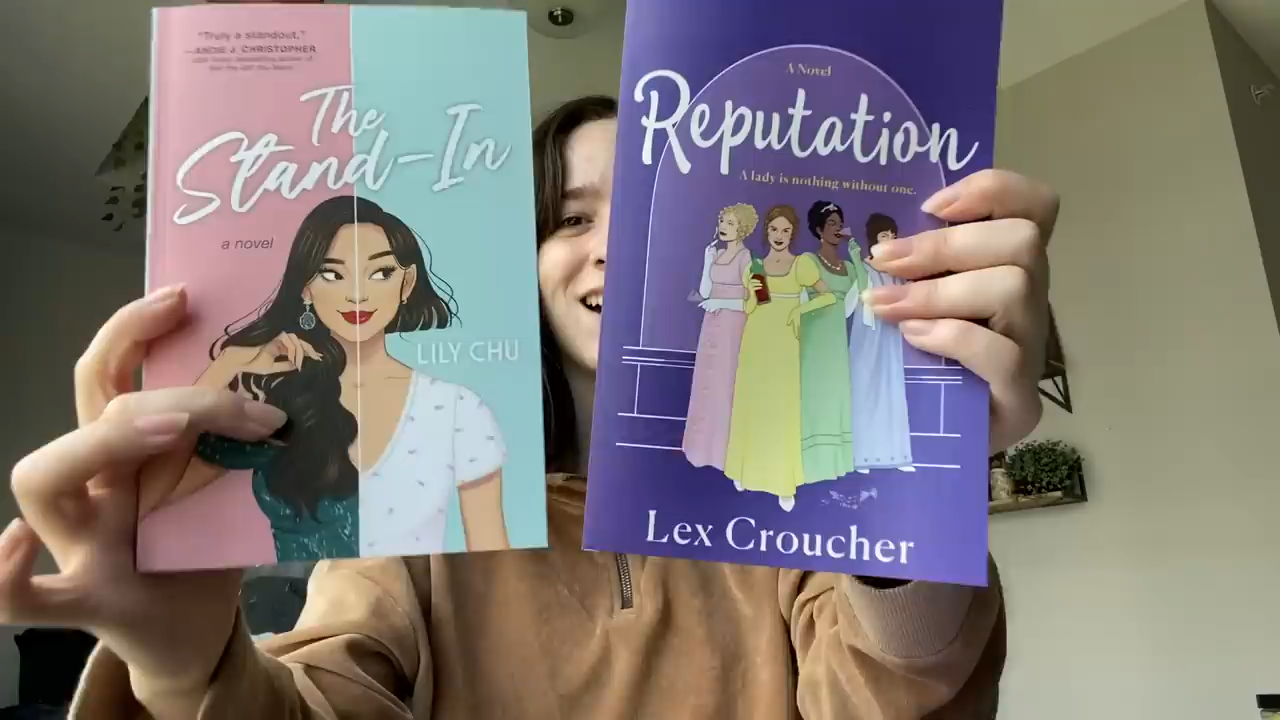 "Truly a standout,"
—ANDIE J. CHRISTOPHER
The
Stand-In
a novel
LILY CHU
A Novel
Reputation
A lady is nothing without one.
Lex Croucher